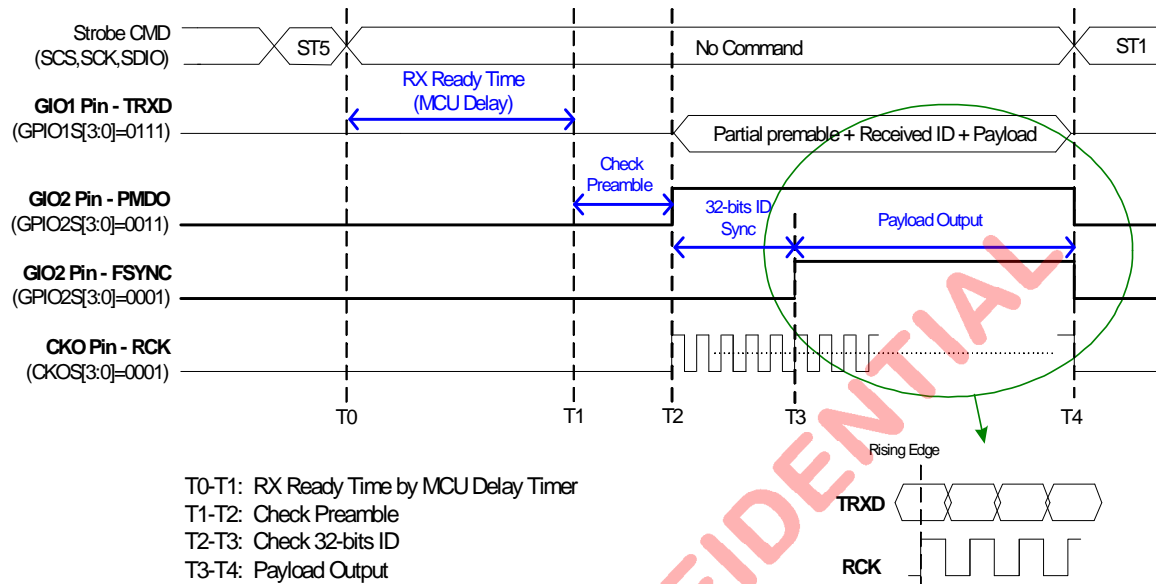 Strobe CMD
(SCS,SCK,SDIO)
ST5
No Command
ST1
RX Ready Time
(MCU Delay)
GIO1 Pin - TRXD
(GPIO1S[3:0]=0111)
Partial premable + Received ID + Payload
Check
Preamble
GIO2 Pin - PMDO
(GPIO2S[3:0]=0011)
32-bits ID
Sync
Payload Output
GIO2 Pin - FSYNC
(GPIO2S[3:0]=0001)
CKO Pin - RCK
(CKOS[3:0]=0001)
T0
T1
T2
T3
T4
Rising Edge
T0-T1: RX Ready Time by MCU Delay Timer
T1-T2: Check Preamble
T2-T3: Check 32-bits ID
T3-T4: Payload Output
TRXD
RCK
FIDENTIAL